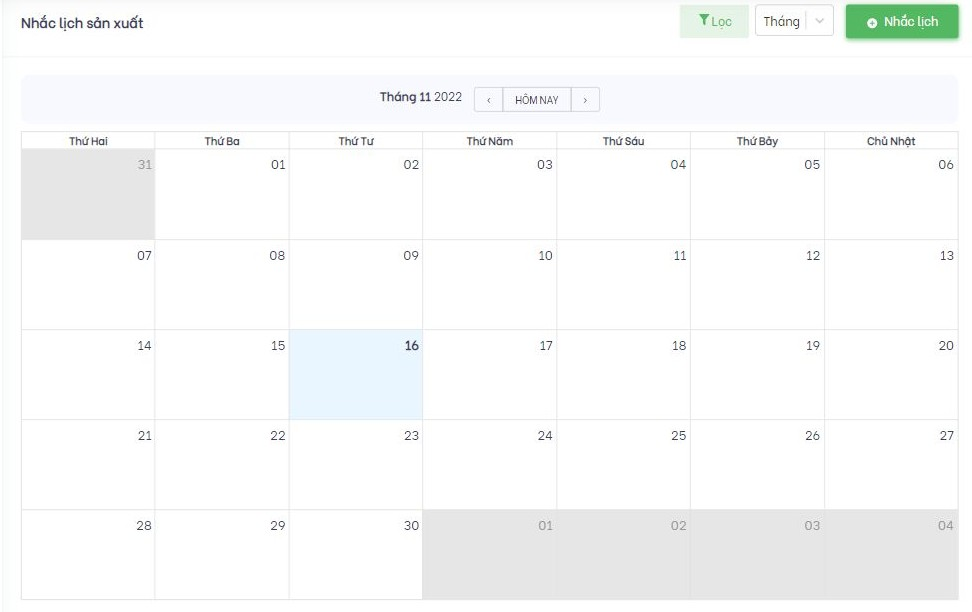 Nhắc lịch sản xuất
Lọc
Tháng
Nhắc lịch
Tháng 11 2022
‹ HÔM NAY ›
Thứ Hai Thứ Ba Thứ Tư Thứ Năm Thứ Sáu Thứ Bảy Chủ Nhật
31 01 02 03 04 05 06
07 08 09 10 11 12 13
14 15 16 17 18 19 20
21 22 23 24 25 26 27
28 29 30 01 02 03 04